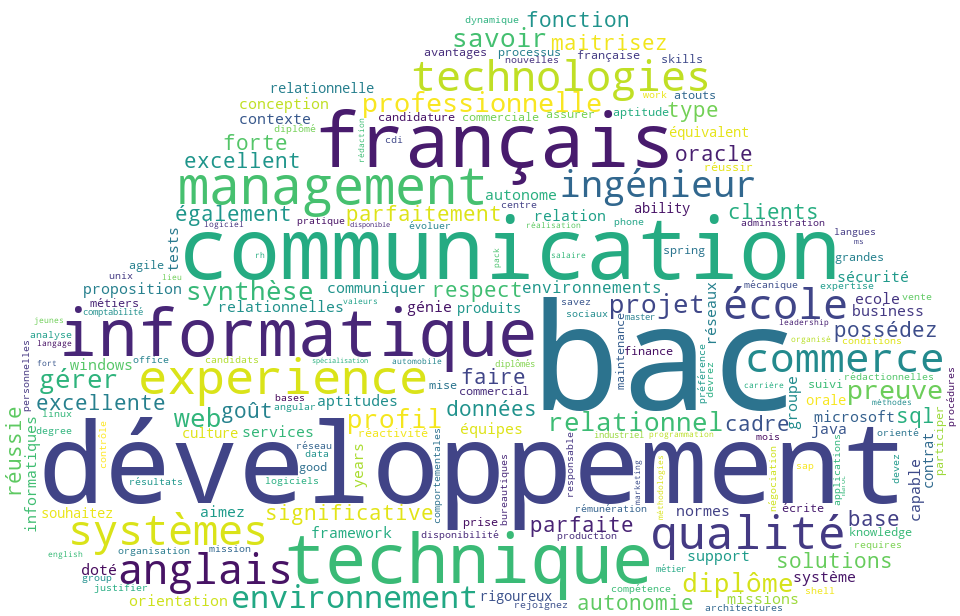 dynamique
fonction
savoir
maitrisez
avantages
processus
française
nouvelles
skills
technologies
relationnelle
work
atouts
conception
professionnelle
type
contexte
candidature
commerciale
assurer
aptitude
diplômé
rédaction
cdi
français
équivalent
forte
excellent
oracle
réussir
management
ingénieur
autonome
centre
ability
également
parfaitement
relation
clients
pratique
logiciel
disponible
évoluer
réalisation
phone
administration
langues
ms
tests
communication
rh
pack
salaire
spring
grandes
agile
unix
lieu
expertise
sécurité
proposition
synthèse
communiquer
respect
environnements
mécanique
métiers
comptabilité
relationnelles
valeurs
génie
produits
bac
savez
sociaux
master
projet
réseaux
école
ecole
vente
business
jeunes
analyse
langage
informatique
maintenance
finance
leadership
organisé
conditions
possédez
fort
windows
office
candidats
spécialisation
automobile
diplômés
commerce
personnelles
gérer
expérience
faire
mise
commercial
préférence
devrez
carrière
suivi
rédactionnelles
méthodes
preuve
procédures
excellente
web
goût
bases
angular
aptitudes
profil
données
relationnel
cadre
groupe
orale
microsoft
java
sql
participer
réussie
informatiques
linux
degree
contrôle
culture
services
réactivité
équipes
industriel
programmation
mois
orienté
contrat
développement
résultats
réseau
data
good
logiciels
years
comportementales
bureautiques
responsable
marketing
rémunération
méthodologies
négociation
sap
applications
maroc
devez
capable
souhaitez
aimez
significative
prise
parfaite
normes
écrite
base
systèmes
framework
disponibilité
production
qualité
knowledge
requires
english
organisation
mission
technique
support
solutions
doté
anglais
métier
système
group
justifier
compétence
diplôme
shell
orientation
environnement
rigoureux
rejoignez
autonomie
missions
architectures